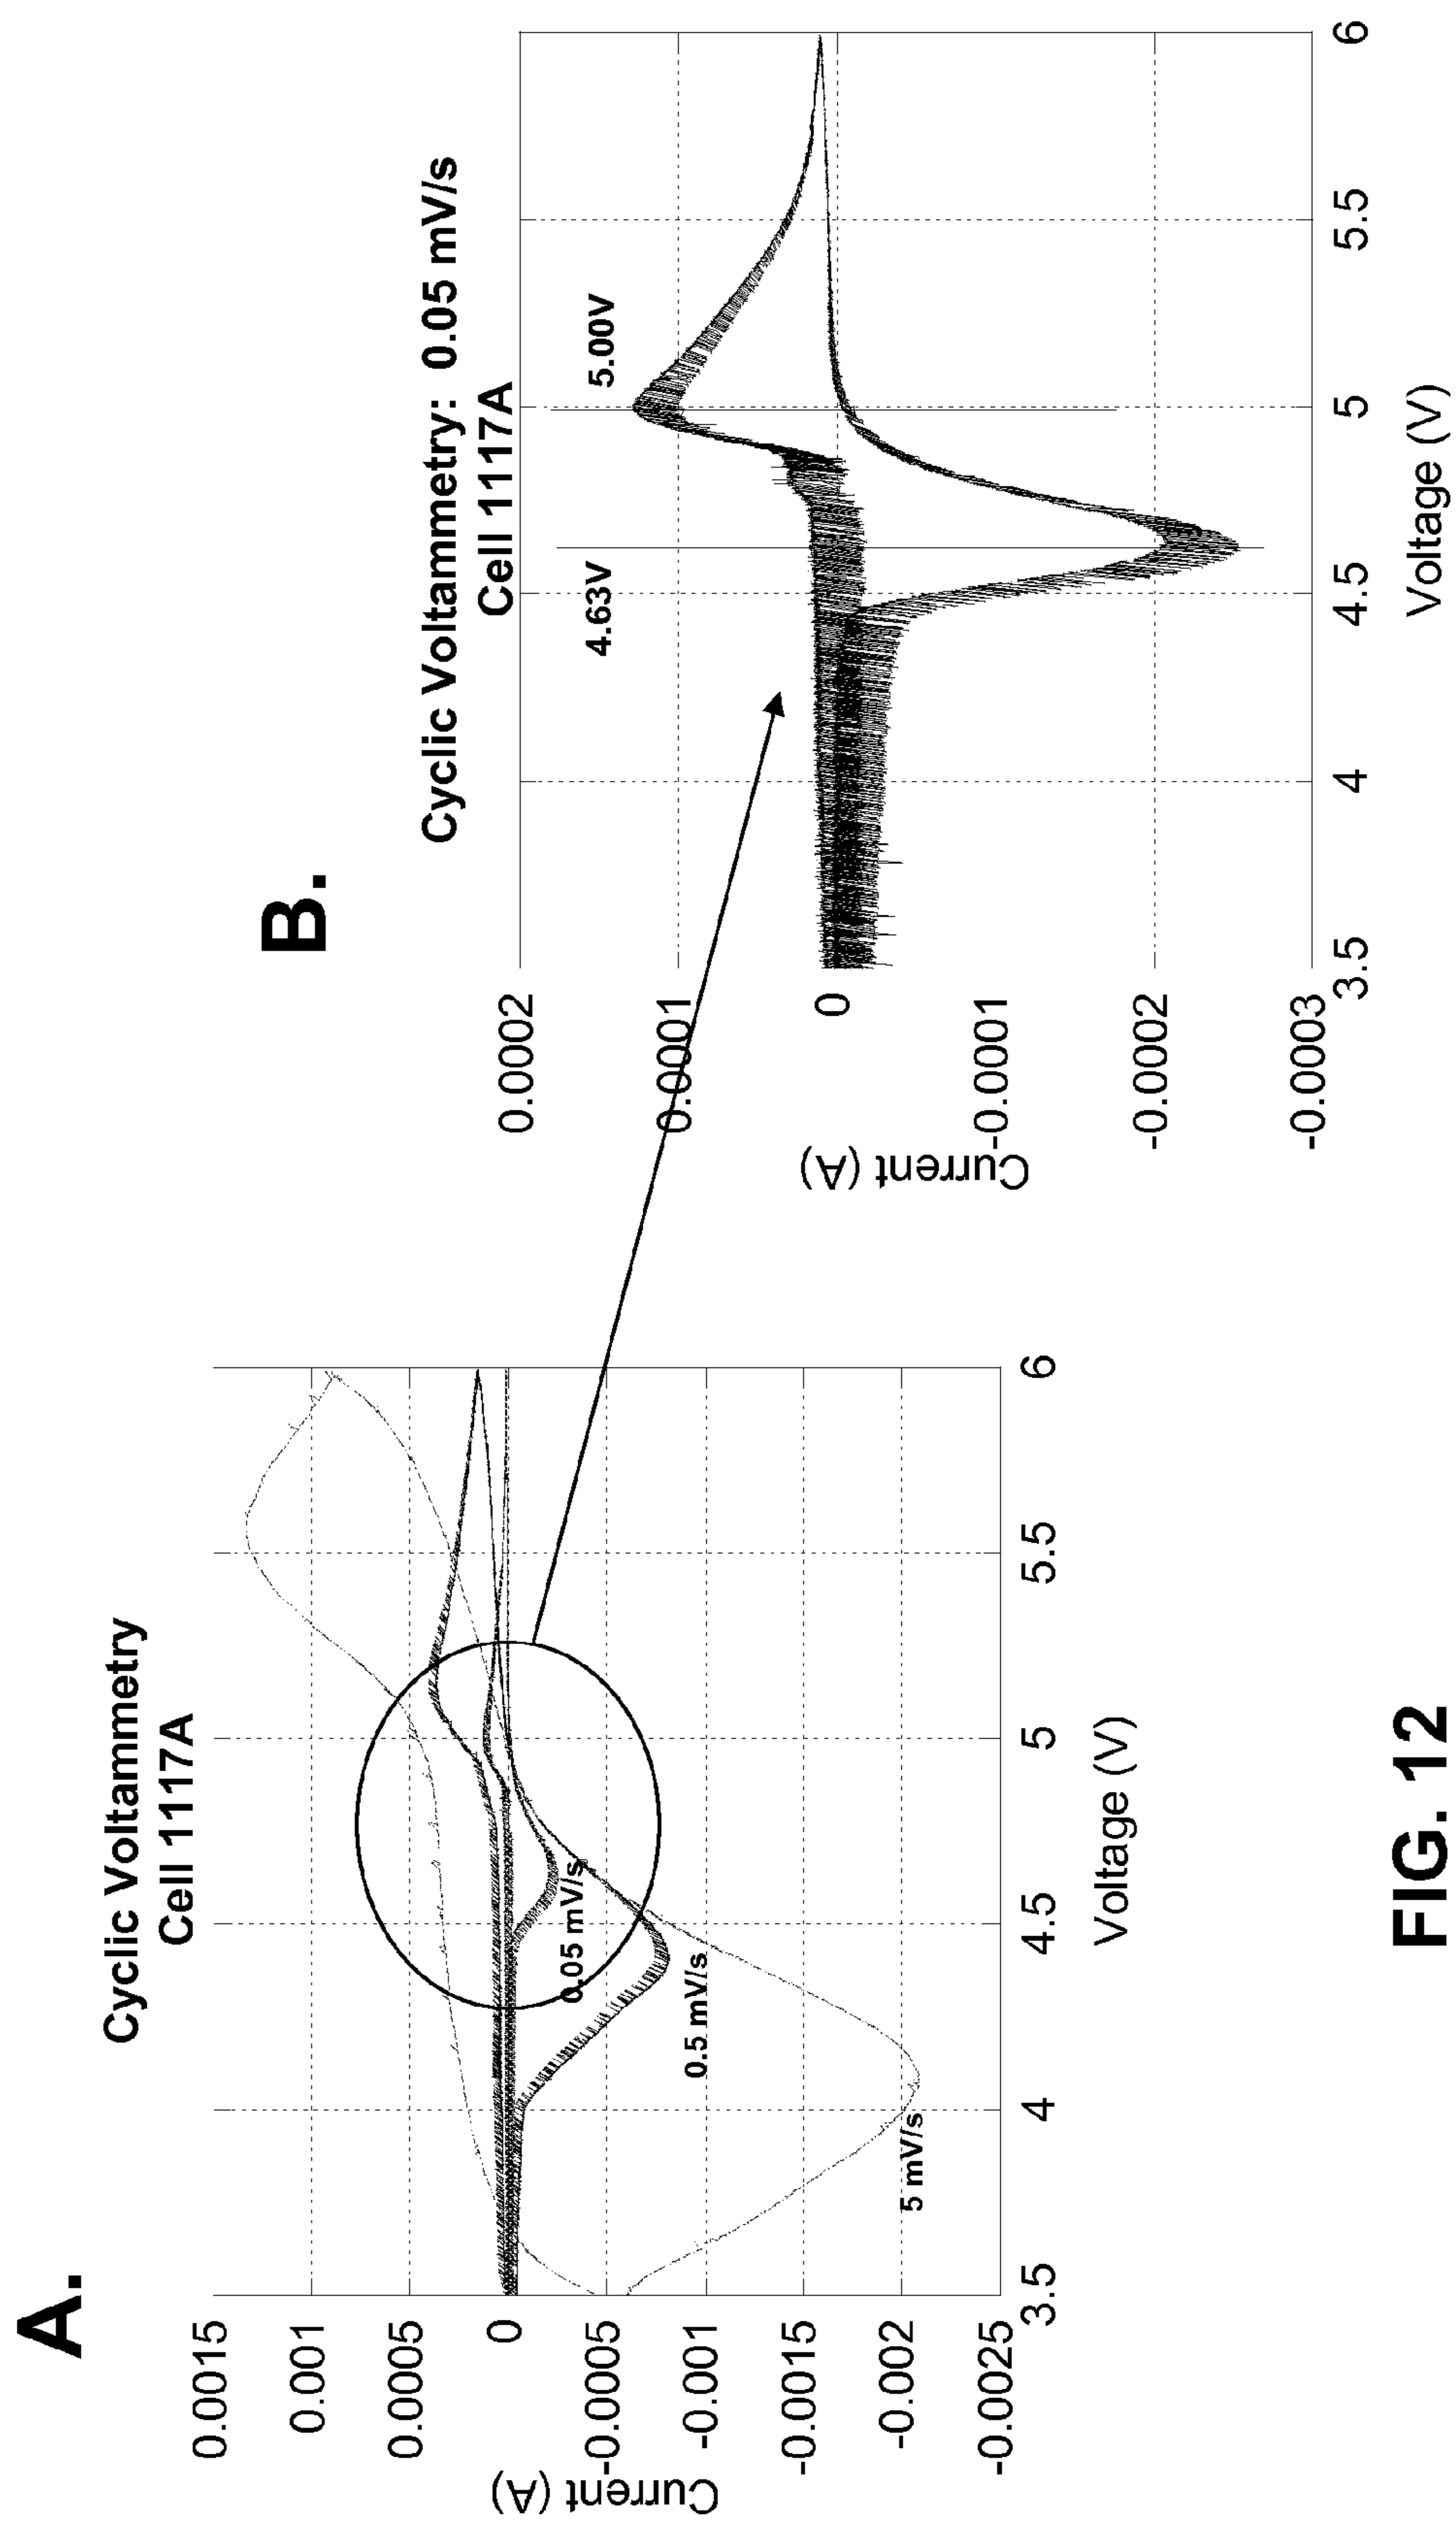 A.
Cyclic Voltammetry
Cell 1117A
0.0015
0.001
0.0005
0
-0.0005
-0.001
-0.0015
-0.002
-0.0025
Current (A)
3.5
4
4.5
5
5.5
6
Voltage (V)
0.05 mV/s
0.5 mV/s
5 mV/s
B.
Cyclic Voltammetry: 0.05 mV/s
Cell 1117A
0.0002
0.0001
0
-0.0001
-0.0002
-0.0003
Current (A)
3.5
4
4.5
5
5.5
6
Voltage (V)
4.63V
5.00V
FIG. 12